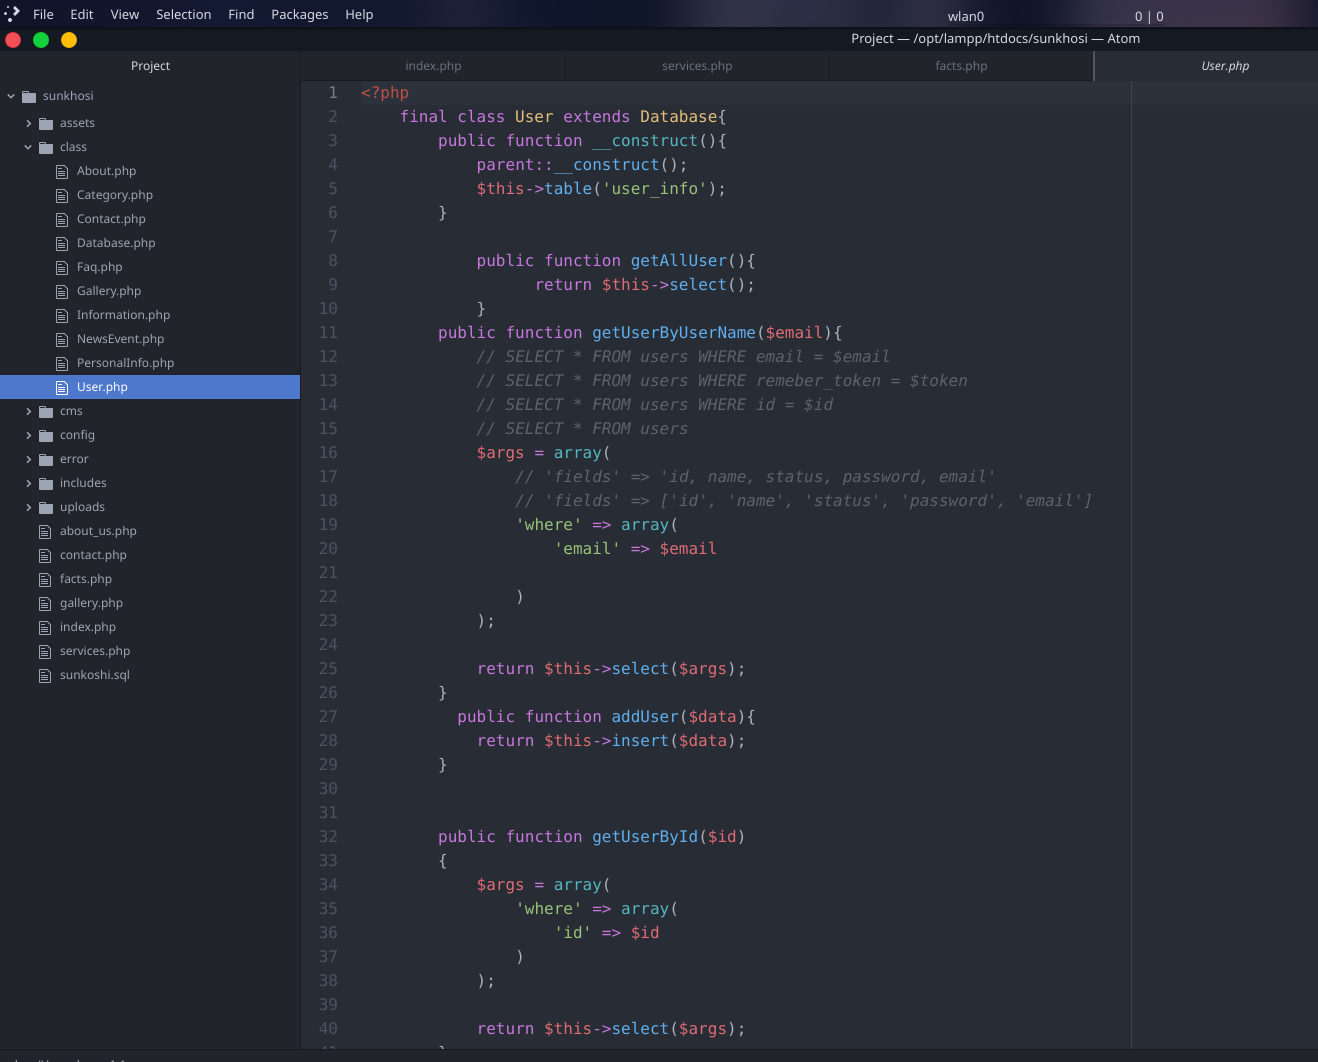 File Edit View Selection Find Packages Help
wlan0 0 | 0
Project — /opt/lampp/htdocs/sunkhosi — Atom
Project
index.php services.php facts.php User.php
sunkhosi
assets
class
About.php
Category.php
Contact.php
Database.php
Faq.php
Gallery.php
Information.php
NewsEvent.php
PersonalInfo.php
User.php
cms
config
error
includes
uploads
about_us.php
contact.php
facts.php
gallery.php
index.php
services.php
sunkoshi.sql
1 <?php
2 final class User extends Database{
3 public function __construct(){
4 parent::__construct();
5 $this->table('user_info');
6 }
7
8 public function getAllUser(){
9 return $this->select();
10 }
11 public function getUserByUserName($email){
12 // SELECT * FROM users WHERE email = $email
13 // SELECT * FROM users WHERE remeber_token = $token
14 // SELECT * FROM users WHERE id = $id
15 // SELECT * FROM users
16 $args = array(
17 // 'fields' => 'id, name, status, password, email'
18 // 'fields' => ['id', 'name', 'status', 'password', 'email']
19 'where' => array(
20 'email' => $email
21
22 )
23 );
24
25 return $this->select($args);
26 }
27 public function addUser($data){
28 return $this->insert($data);
29 }
30
31
32 public function getUserById($id)
33 {
34 $args = array(
35 'where' => array(
36 'id' => $id
37 )
38 );
39
40 return $this->select($args);